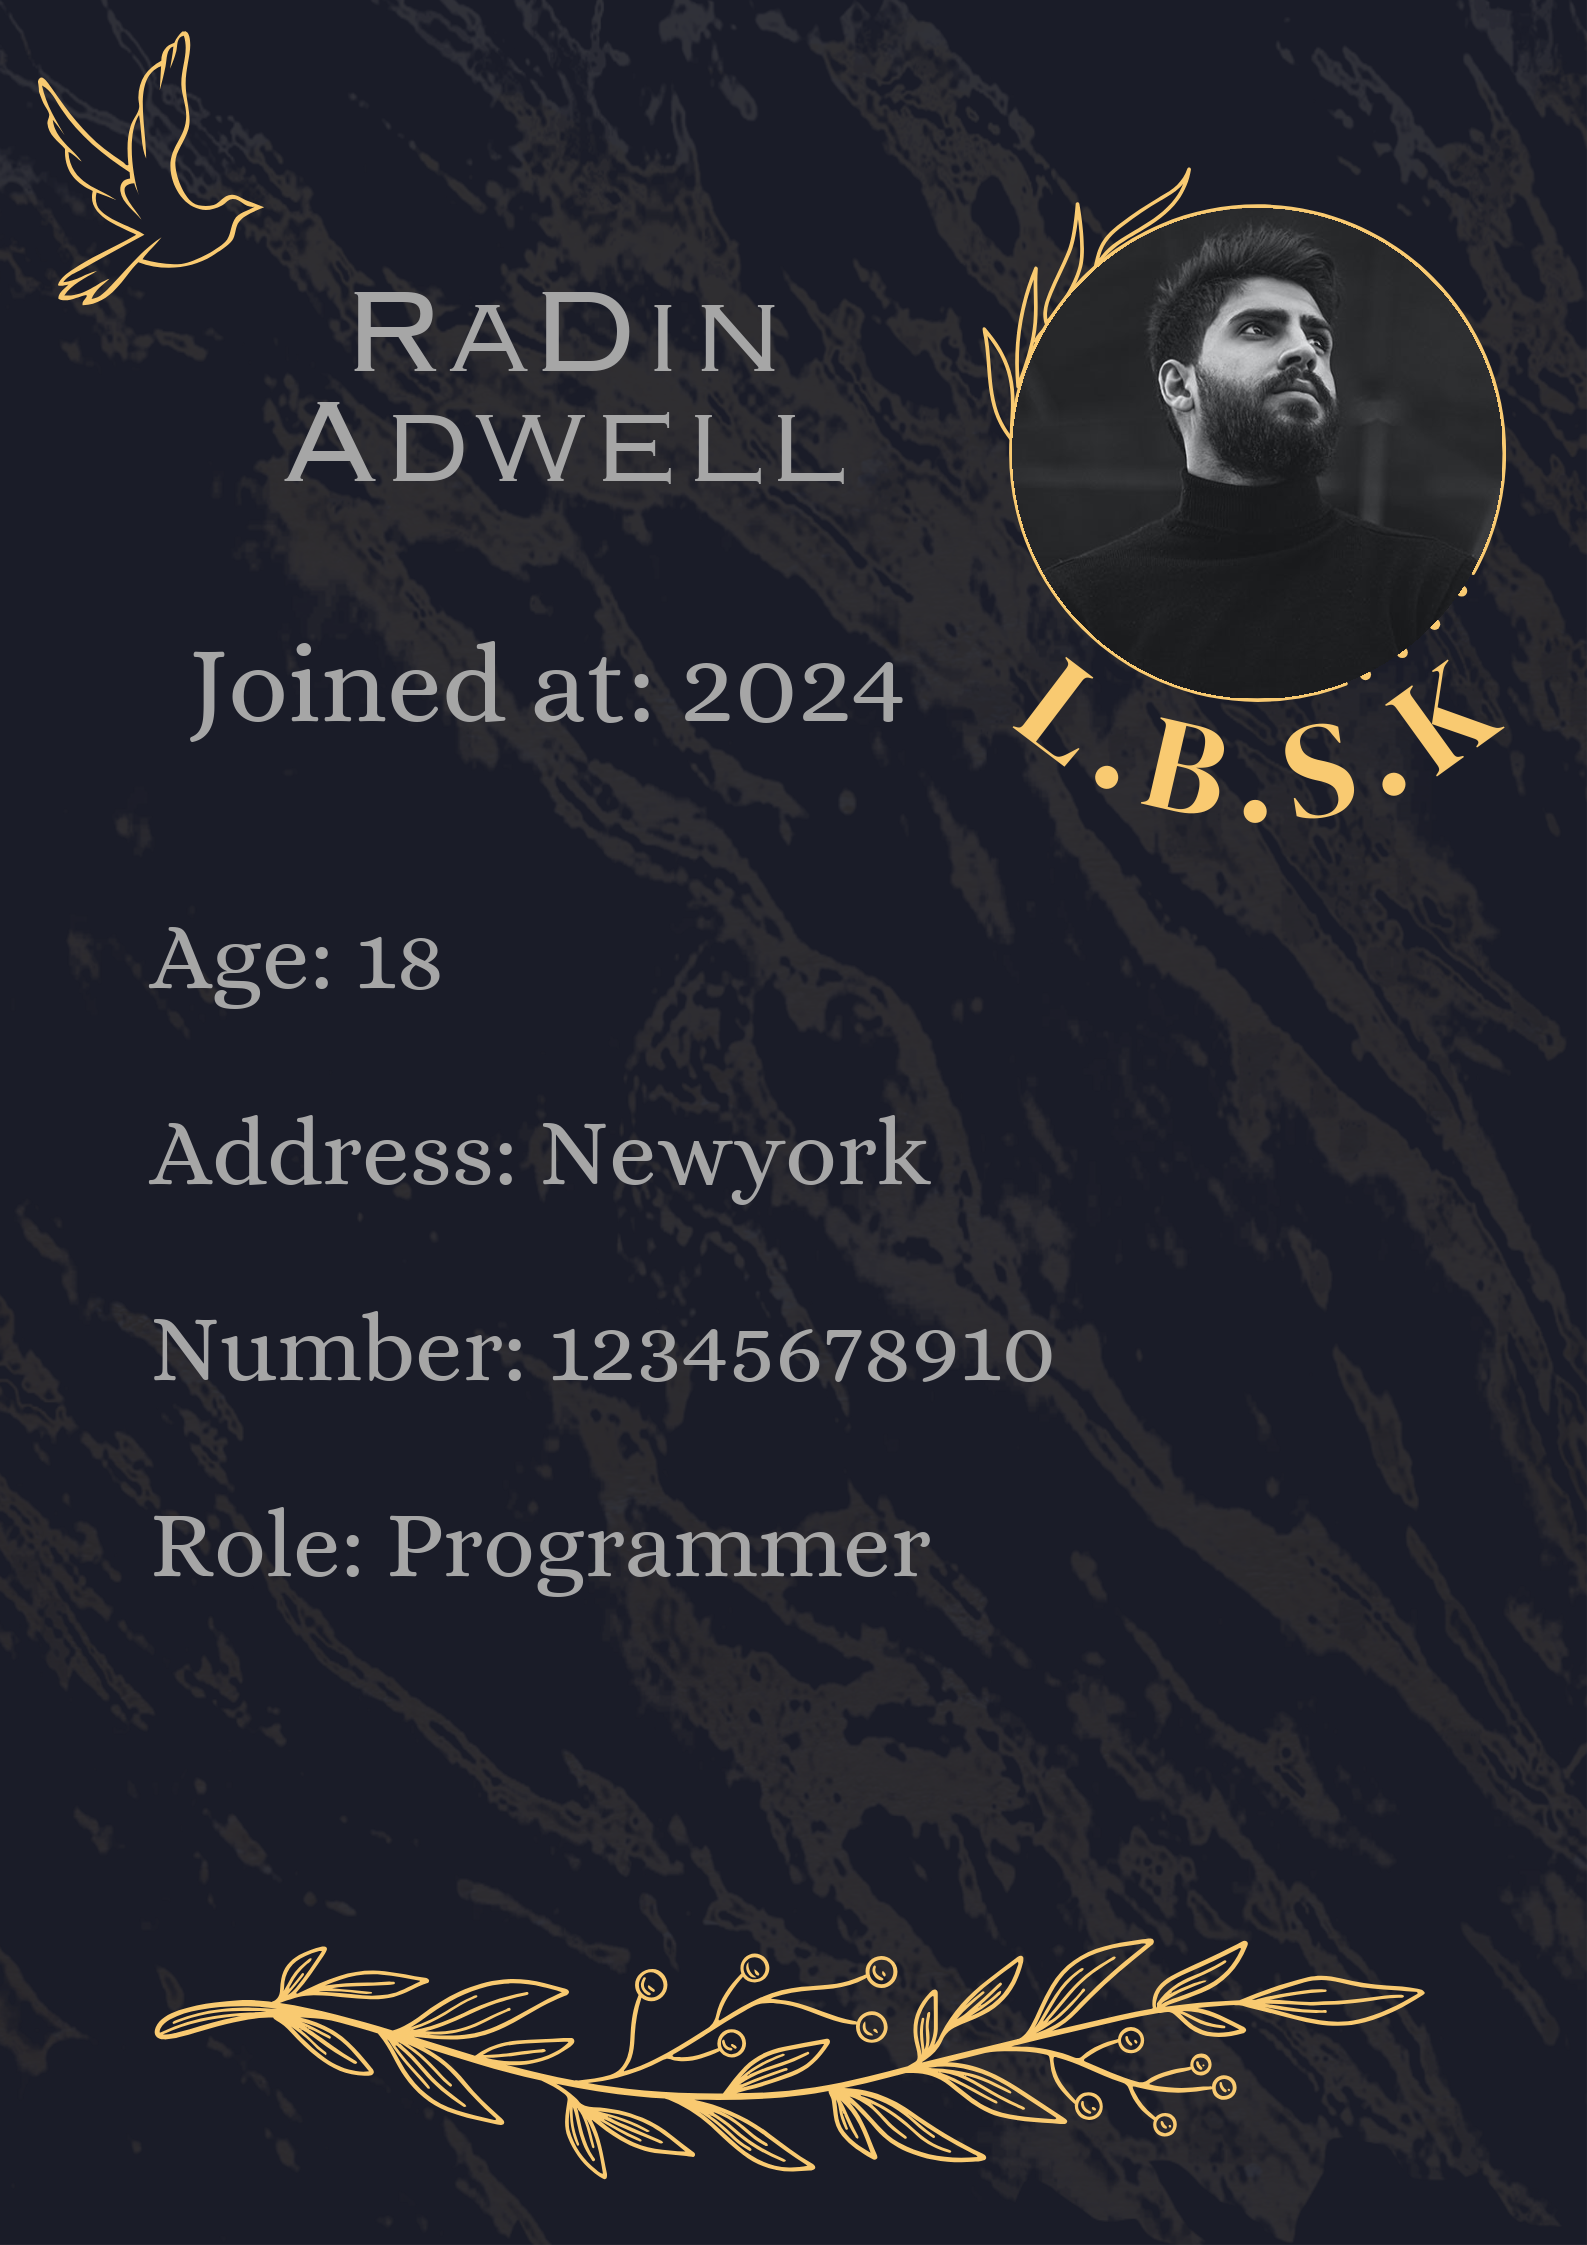 RaDin
Adwell
Joined at: 2024
L.B.S.K
Age: 18
Address: Newyork
Number: 12345678910
Role: Programmer